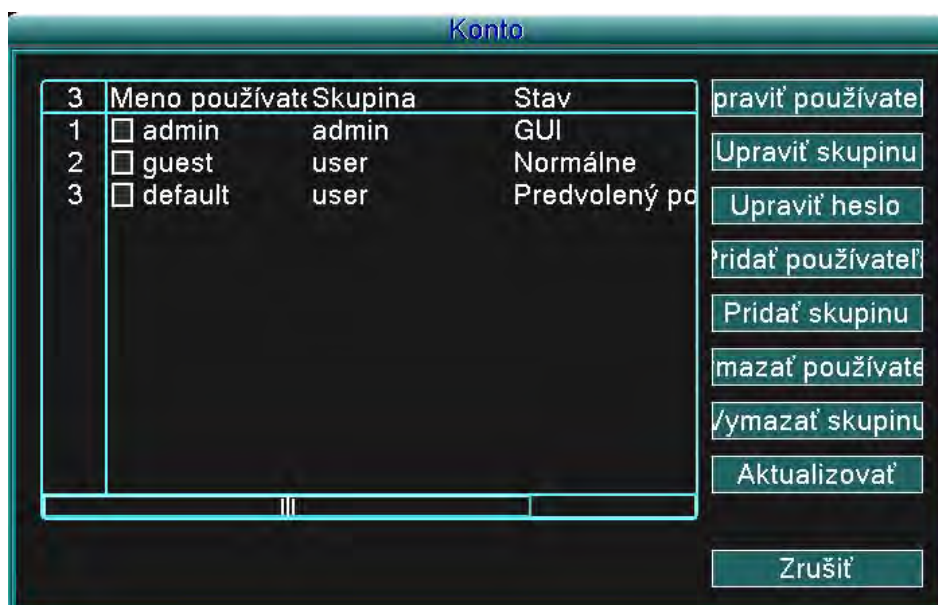 Konto
3 Meno používate Skupina Stav
1 admin admin GUI
2 guest user Normálne
3 default user Predvolený po
praviť používateľ
Upraviť skupinu
Upraviť heslo
ridať používateľ
Pridať skupinu
mazať používate
Vymazať skupinu
Aktualizovať
Zrušiť